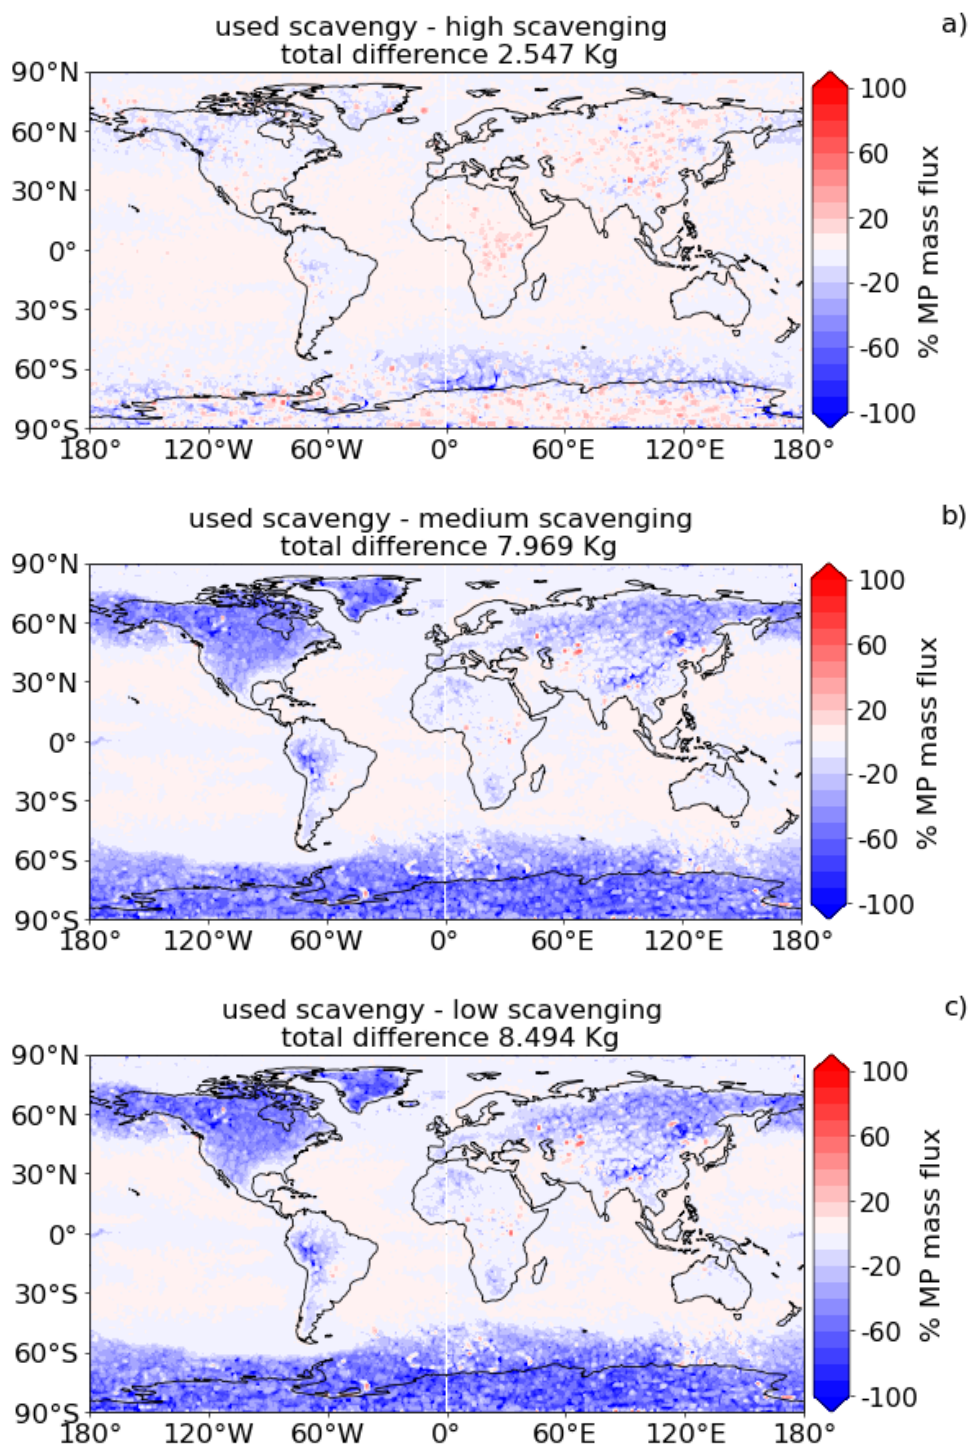 used scavengy - high scavenging
total difference 2.547 Kg
a)
90°N
60°N
30°N
0°
30°S
60°S
90°S
180° 120°W 60°W 0° 60°E 120°E 180°
100
60
20
-20
-60
-100
% MP mass flux
used scavengy - medium scavenging
total difference 7.969 Kg
b)
90°N
60°N
30°N
0°
30°S
60°S
90°S
180° 120°W 60°W 0° 60°E 120°E 180°
100
60
20
-20
-60
-100
% MP mass flux
used scavengy - low scavenging
total difference 8.494 Kg
c)
90°N
60°N
30°N
0°
30°S
60°S
90°S
180° 120°W 60°W 0° 60°E 120°E 180°
100
60
20
-20
-60
-100
% MP mass flux